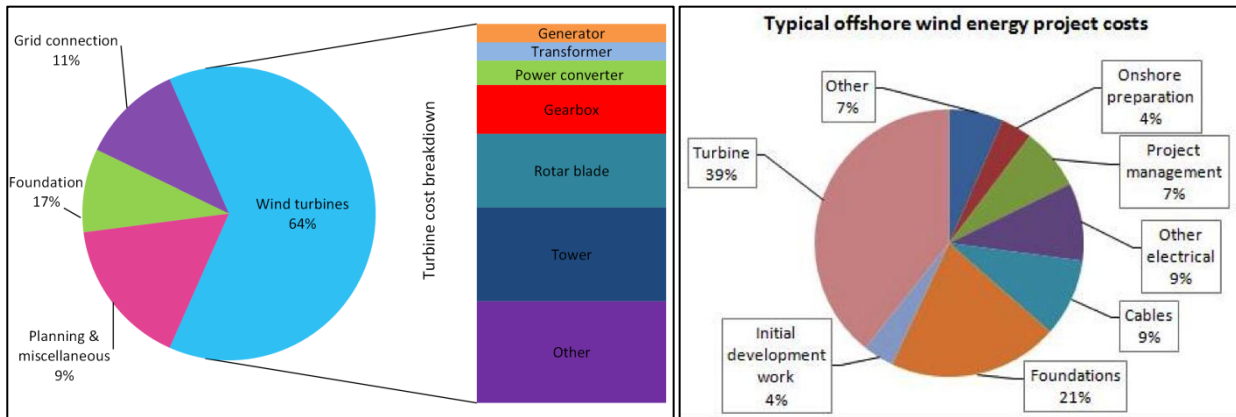 Grid connection
11%
Foundation
17%
Planning &
miscellaneous
9%
Wind turbines
64%
Turbine cost breakdown
Generator
Transformer
Power converter
Gearbox
Rotar blade
Tower
Other
Typical offshore wind energy project costs
Other
7%
Onshore
preparation
4%
Project
management
7%
Other
electrical
9%
Cables
9%
Foundations
21%
Initial
development
work
4%
Turbine
39%